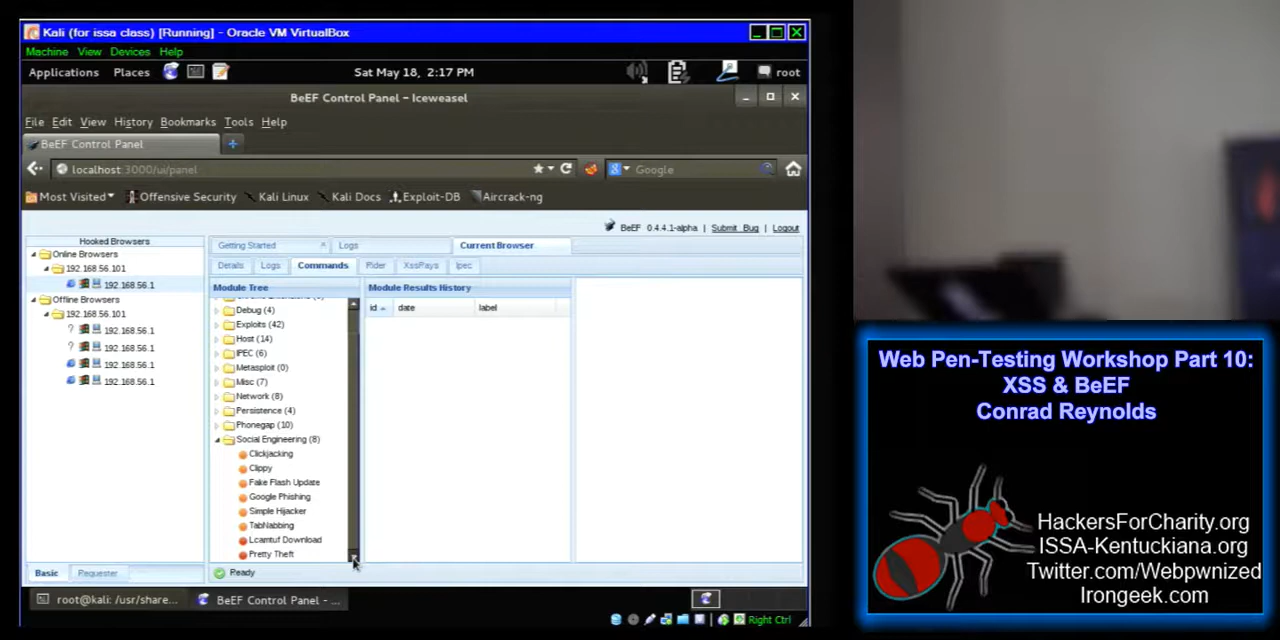 Kali (for issa class) [Running] - Oracle VM VirtualBox
Machine View Devices Help
Applications Places Sat May 18, 2:17 PM root
BeEF Control Panel - Iceweasel
File Edit View History Bookmarks Tools Help
BeEF Control Panel
localhost:3000/ui/panel Google
Most Visited Offensive Security Kali Linux Kali Docs Exploit-DB Aircrack-ng
BeEF 0.4.4.1-alpha | Submit Bug | Logout
Hooked Browsers
Online Browsers
192.168.56.101
192.168.56.1
Offline Browsers
192.168.56.101
? 192.168.56.1
? 192.168.56.1
192.168.56.1
192.168.56.1
Basic Requester
Getting Started Logs Current Browser
Details Logs Commands Rider XssRays Ipec
Module Tree
Debug (4)
Exploits (42)
Host (14)
IPEC (6)
Metasploit (0)
Misc (7)
Network (8)
Persistence (4)
Phonegap (10)
Social Engineering (8)
Clickjacking
Clippy
Fake Flash Update
Google Phishing
Simple Hijacker
TabNabbing
Lcamtuf Download
Pretty Theft
Module Results History
id date label
Ready
root@kali: /usr/share... BeEF Control Panel - ...
Right Ctrl
Web Pen-Testing Workshop Part 10:
XSS & BeEF
Conrad Reynolds
HackersForCharity.org
ISSA-Kentuckiana.org
Twitter.com/Webpwnized
Irongeek.com